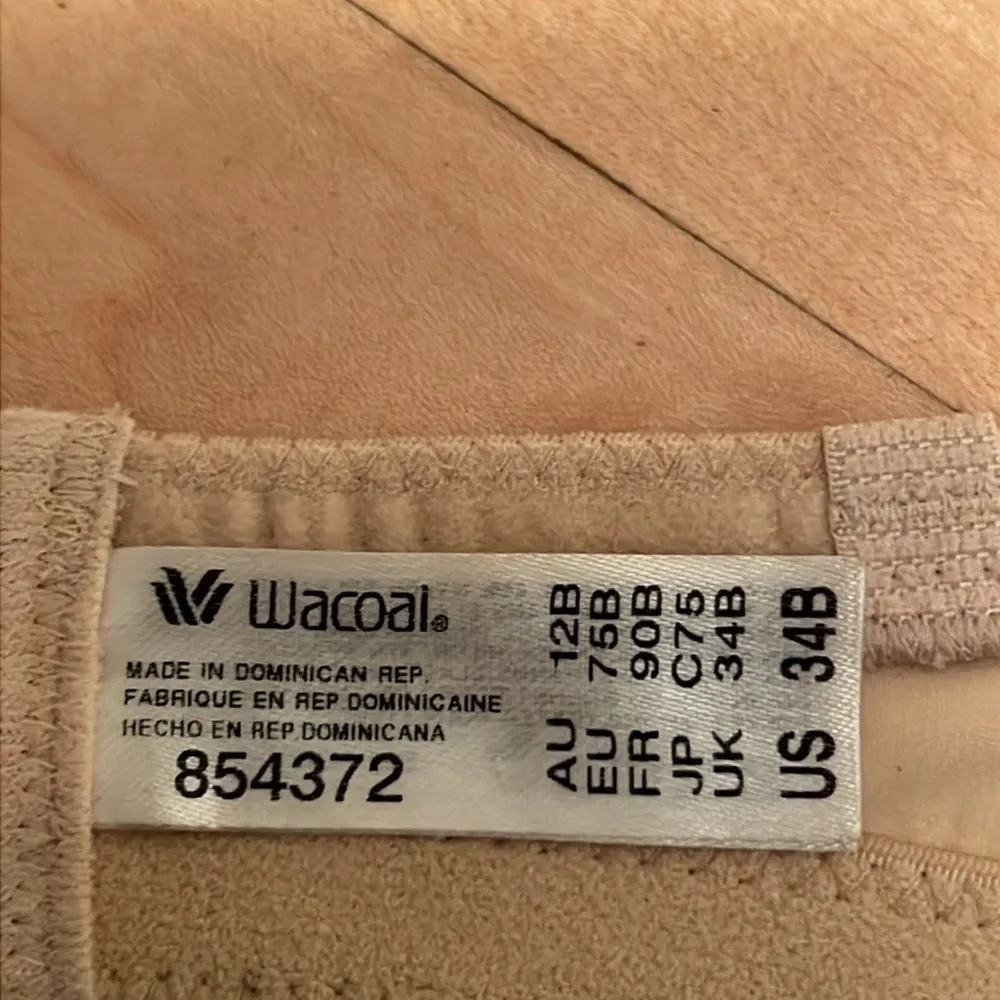 Wacoal®
MADE IN DOMINICAN REP.
FABRIQUE EN REP.DOMINICAINE
HECHO EN REP.DOMINICANA
854372
AU 12B
EU 75B
FR 90B
JP C75
UK 34B
US 34B